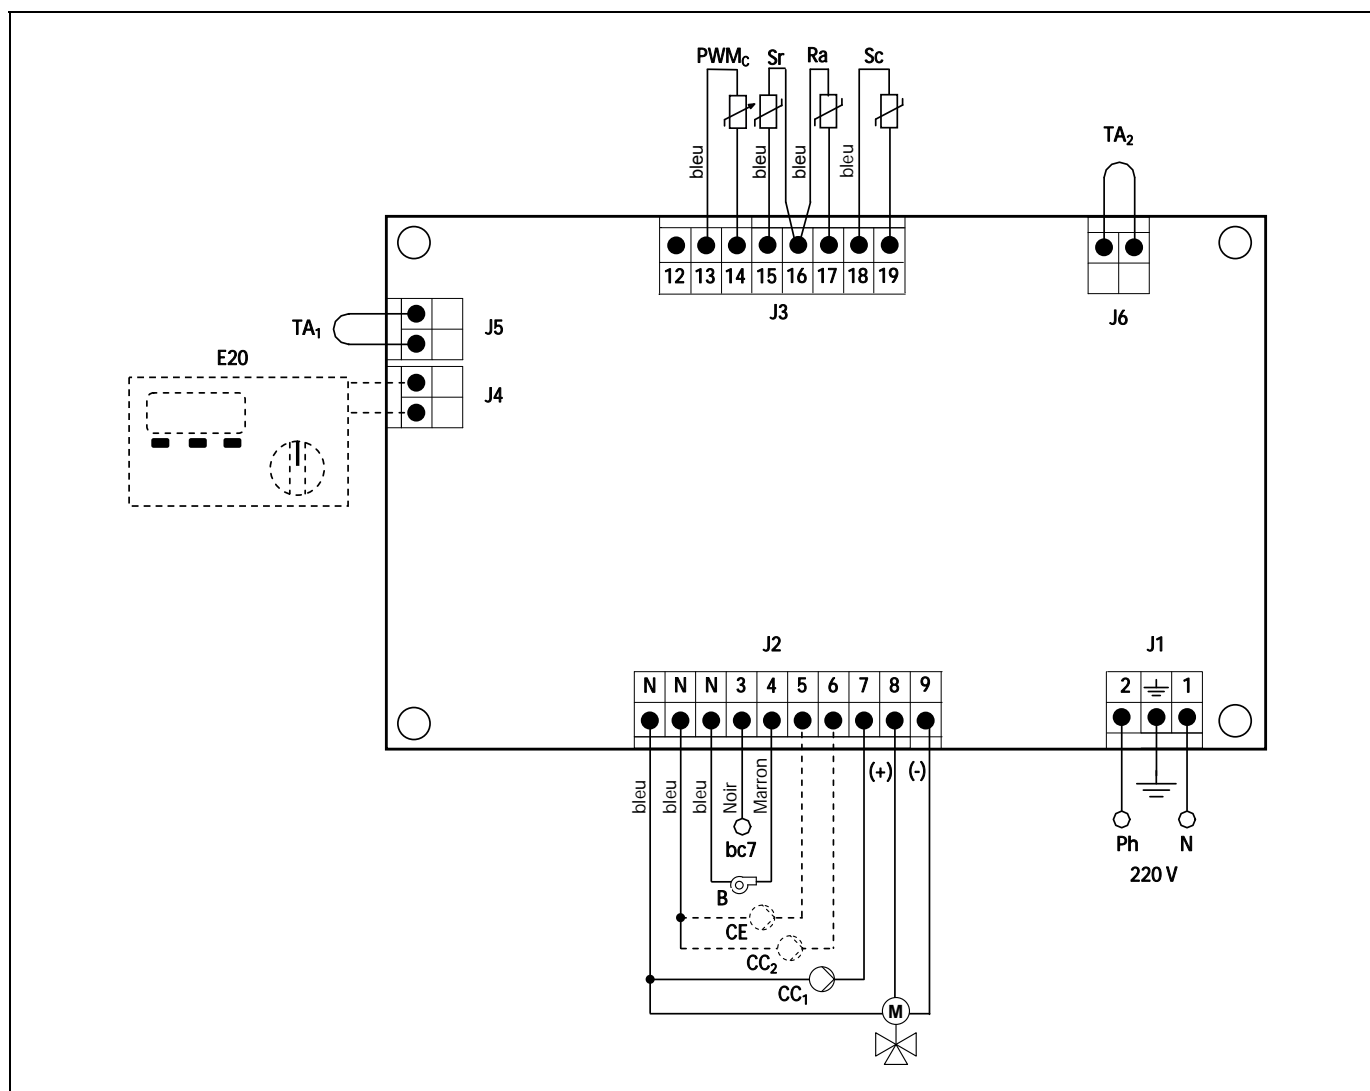 PWMC Sr Ra Sc
bleu bleu bleu bleu
TA2
12 13 14 15 16 17 18 19
J3
J6
TA1
J5
E20
J4
J2
J1
N N N 3 4 5 6 7 8 9
2 1
bleu bleu bleu Noir Marron (+) (-)
bc7
Ph N
220 V
B
CE
CC2
CC1
M